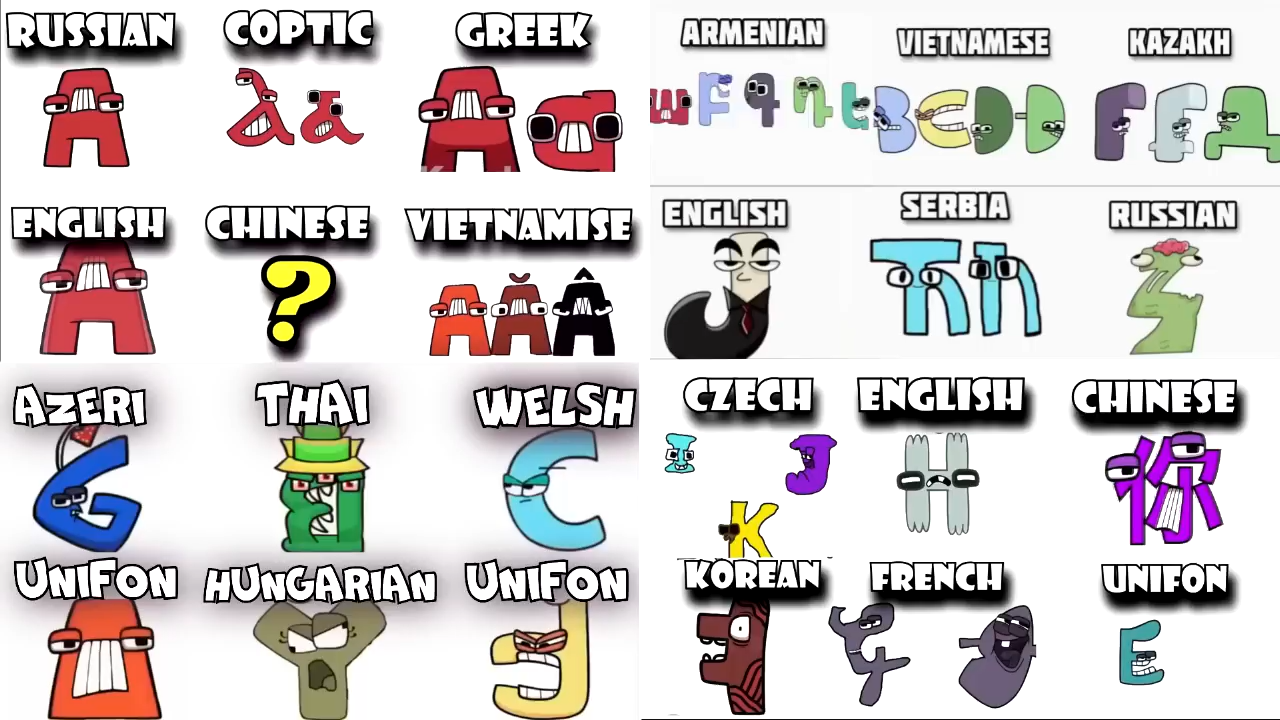 RUSSIAN COPTIC GREEK
A λ a A a
ENGLISH CHINESE VIETNAMISE
A ? A Ă Â
ARMENIAN VIETNAMESE KAZAKH
B C D Đ Г Ғ Д
ENGLISH SERBIA RUSSIAN
J Ћ ћ
AZERI THAI WELSH
G C
UNIFON HUNGARIAN UNIFON
A Y
CZECH ENGLISH CHINESE
I J H 你
K
KOREAN FRENCH UNIFON
E